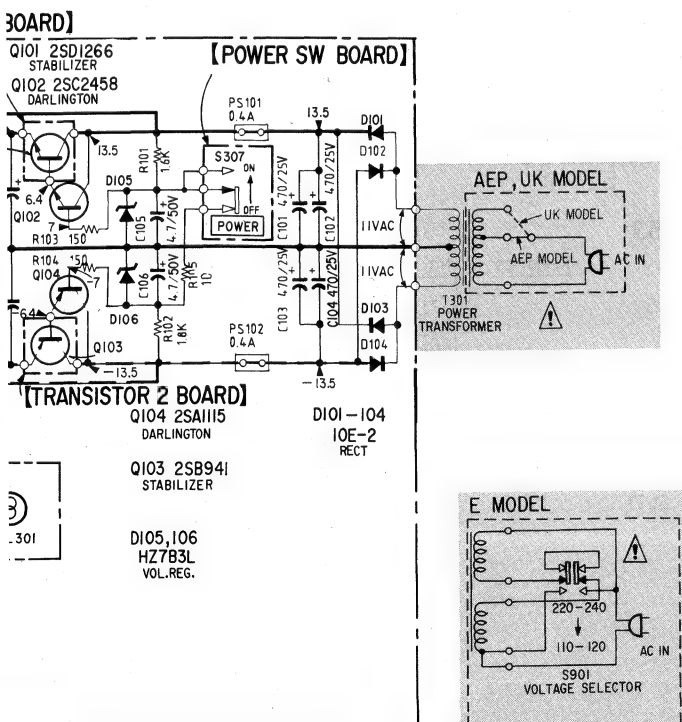 BOARD】
Q101 2SD1266
STABILIZER
Q102 2SC2458
DARLINGTON
【POWER SW BOARD】
PS101
0.4A
13.5
D101
D102
13.5
R101
1.8K
S307
ON
OFF
POWER
470/25V
470/25V
C101
C102
6.4
Q102
D105
C105
4.7/50V
7
R103 150
11VAC
11VAC
R104 150
Q104
-7
D106
C106
4.7/50V
R115
10
R102
1.8K
C103 470/25V
C104 470/25V
-6.4
Q103
-13.5
PS102
0.4A
-13.5
D103
D104
AEP, UK MODEL
UK MODEL
AEP MODEL
AC IN
T301
POWER
TRANSFORMER
【TRANSISTOR 2 BOARD】
Q104 2SA1115
DARLINGTON
D101-104
10E-2
RECT
Q103 2SB941
STABILIZER
301
D105,106
HZ7B3L
VOL.REG.
E MODEL
220-240
110-120
AC IN
S901
VOLTAGE SELECTOR